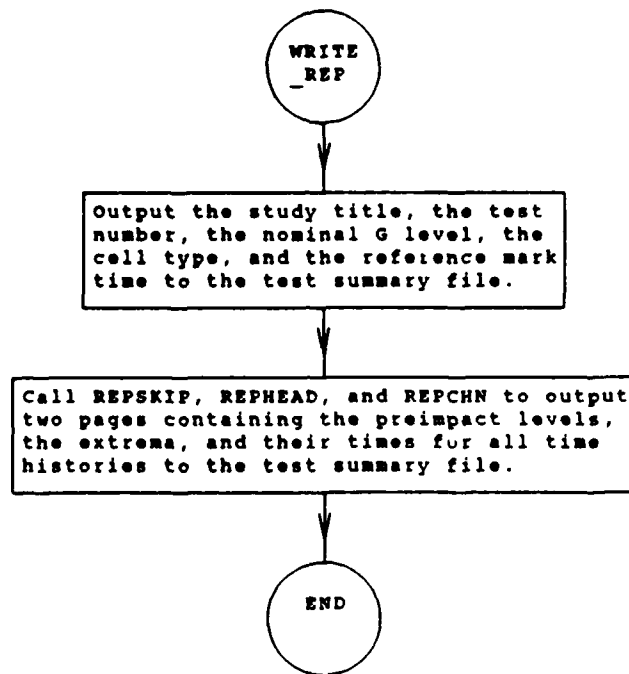 WRITE
_REP
Output the study title, the test
number, the nominal G level, the
cell type, and the reference mark
time to the test summary file.
Call REPSKIP, REPHEAD, and REPCHN to output
two pages containing the preimpact levels,
the extrema, and their times for all time
histories to the test summary file.
END